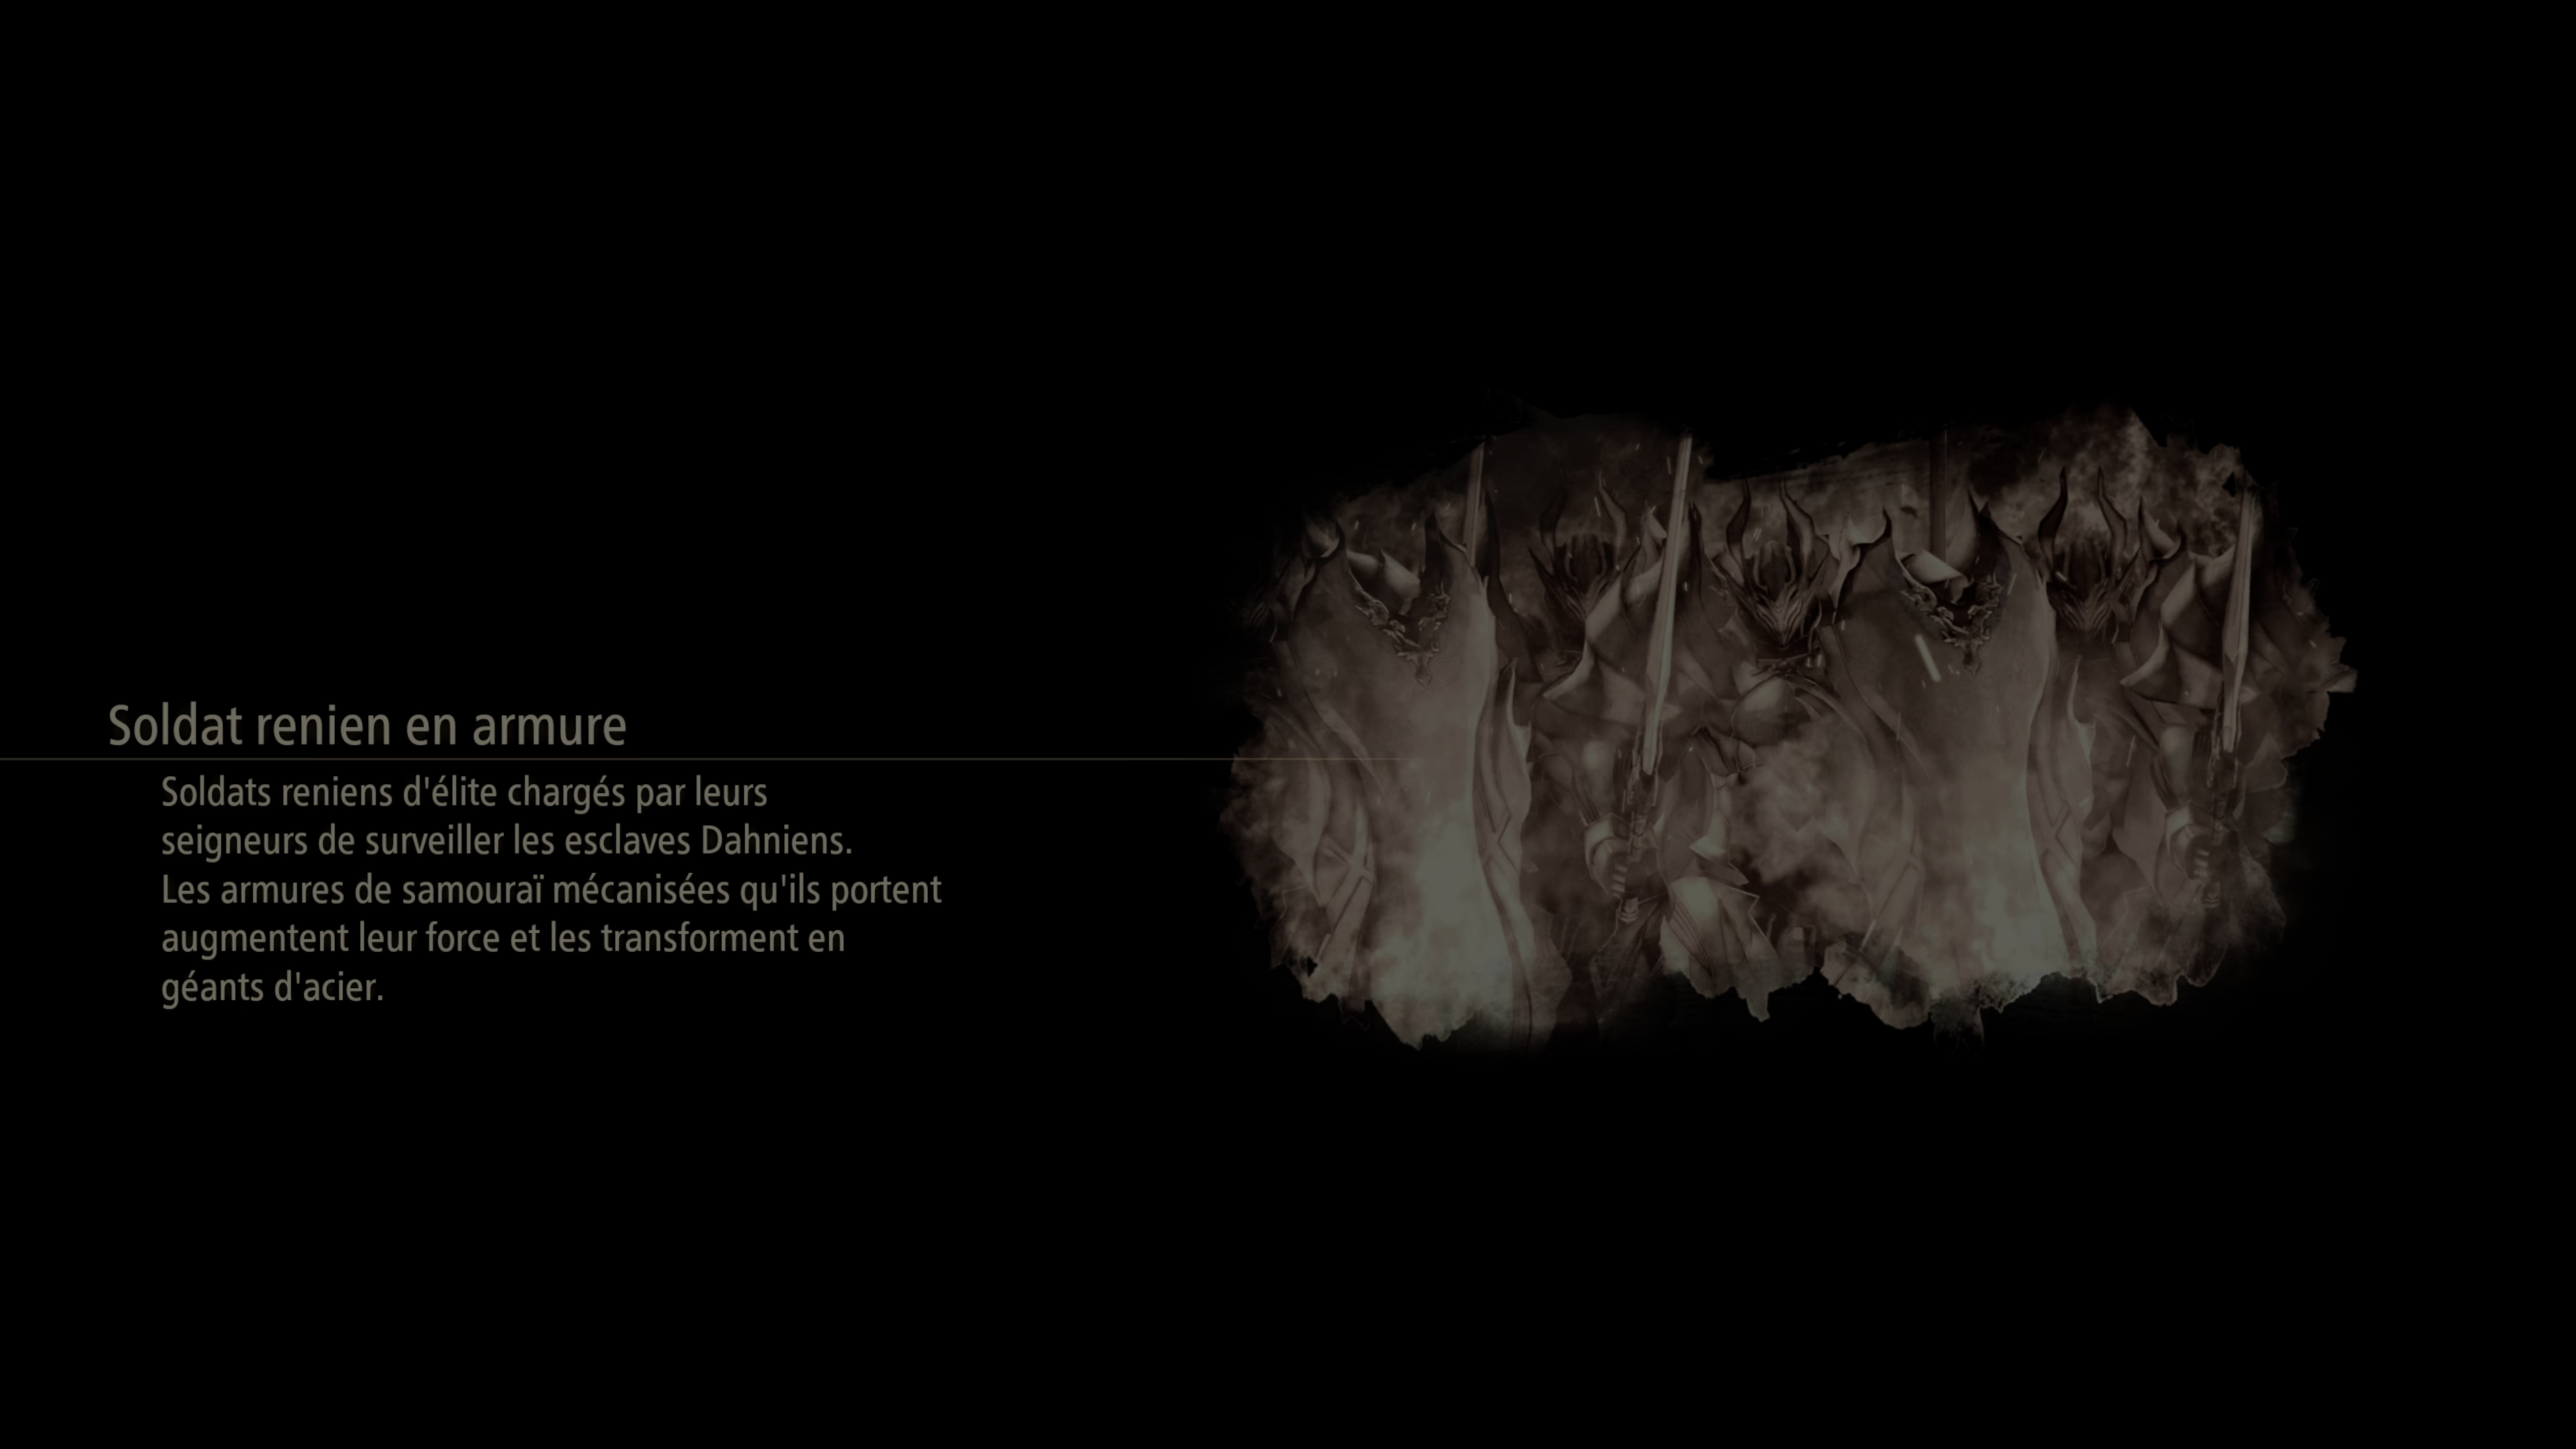 Soldat renien en armure
Soldats reniens d'élite chargés par leurs
seigneurs de surveiller les esclaves Dahniens.
Les armures de samouraï mécanisées qu'ils portent
augmentent leur force et les transforment en
géants d'acier.